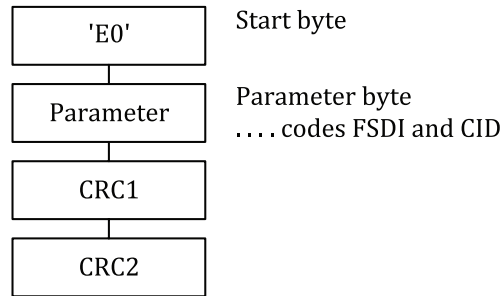 'E0'
Start byte
Parameter
Parameter byte
. . . . codes FSDI and CID
CRC1
CRC2